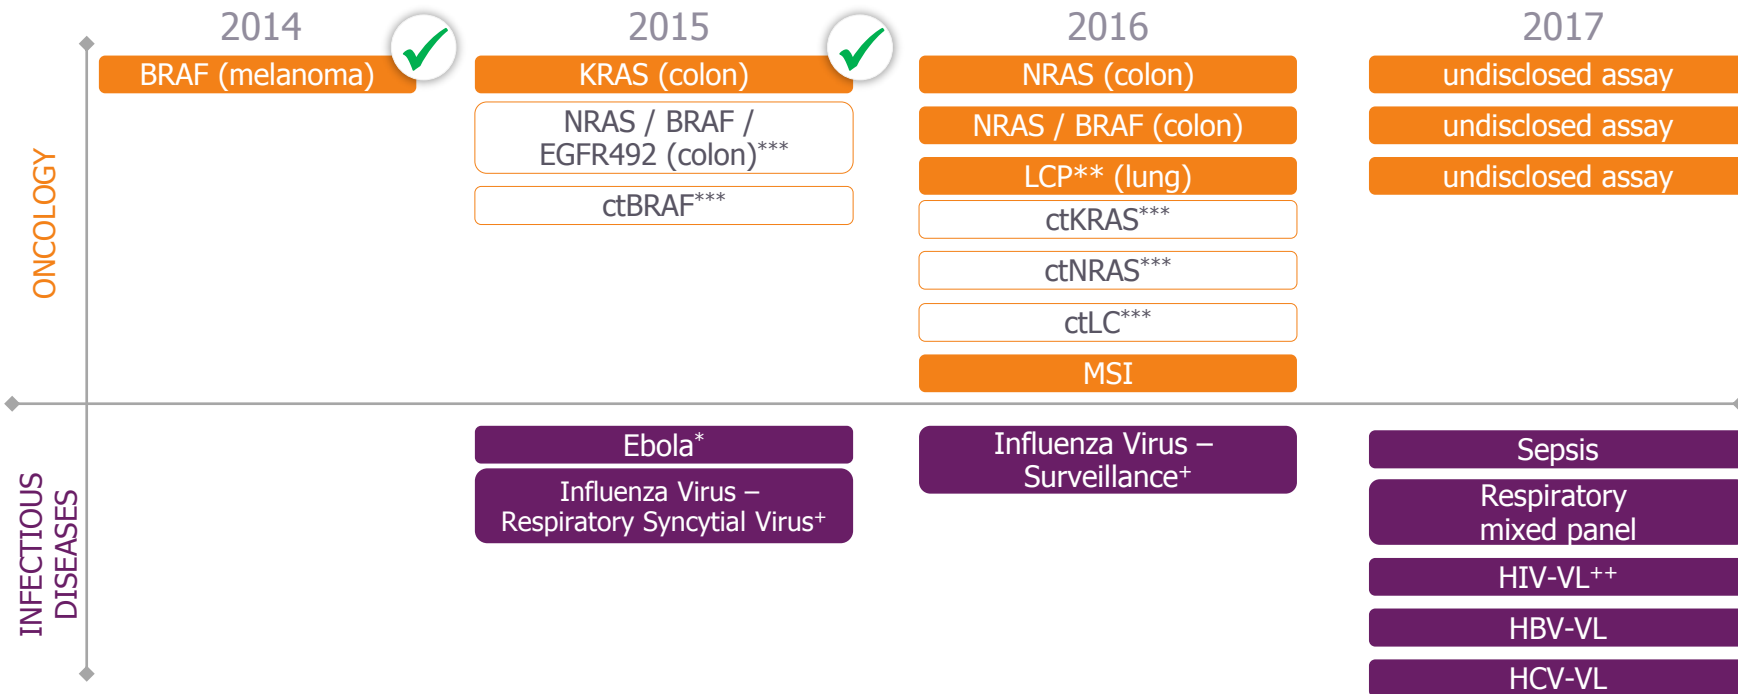 2014
2015
2016
2017
ONCOLOGY
BRAF (melanoma)
KRAS (colon)
NRAS / BRAF /
EGFR492 (colon)***
ctBRAF***
NRAS (colon)
NRAS / BRAF (colon)
LCP** (lung)
ctKRAS***
ctNRAS***
ctLC***
MSI
undisclosed assay
undisclosed assay
undisclosed assay
INFECTIOUS
DISEASES
Ebola*
Influenza Virus –
Respiratory Syncytial Virus+
Influenza Virus –
Surveillance+
Sepsis
Respiratory
mixed panel
HIV-VL++
HBV-VL
HCV-VL